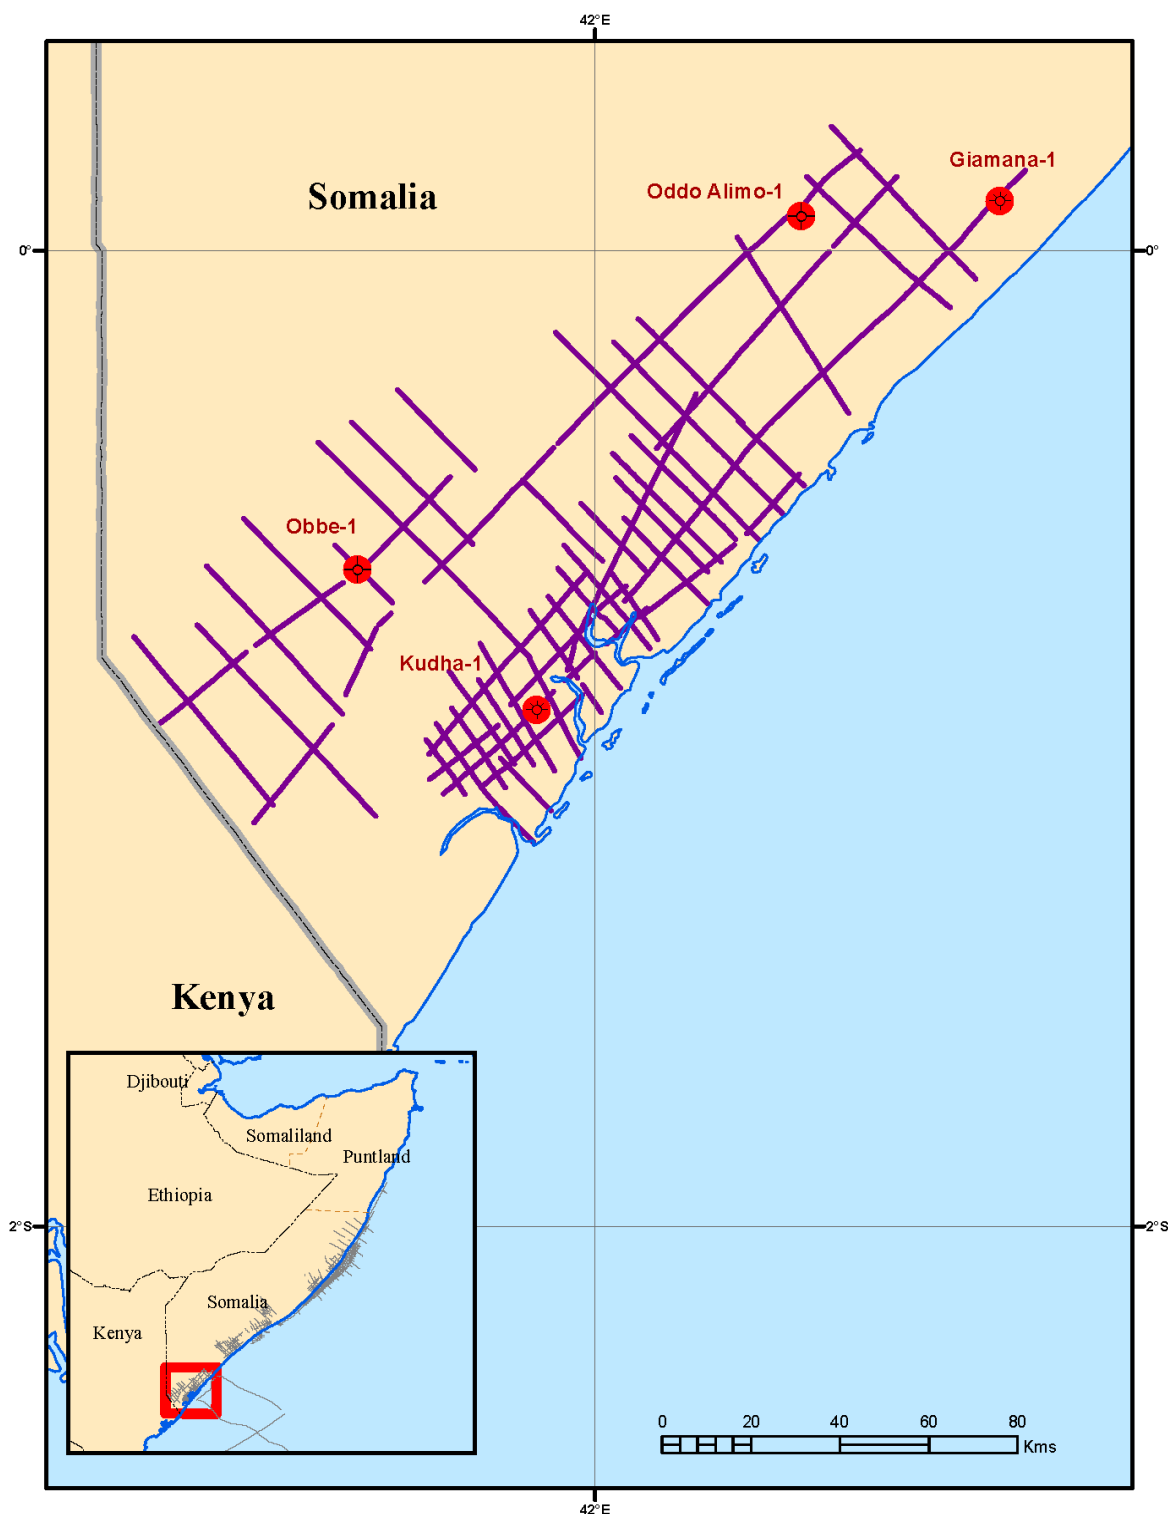 42°E
Giamana-1
Oddo Alimo-1
Somalia
0°
0°
Obbe-1
Kudha-1
Kenya
Djibouti
Somaliland
Puntland
Ethiopia
2°S
2°S
Somalia
Kenya
0 20 40 60 80
Kms
42°E